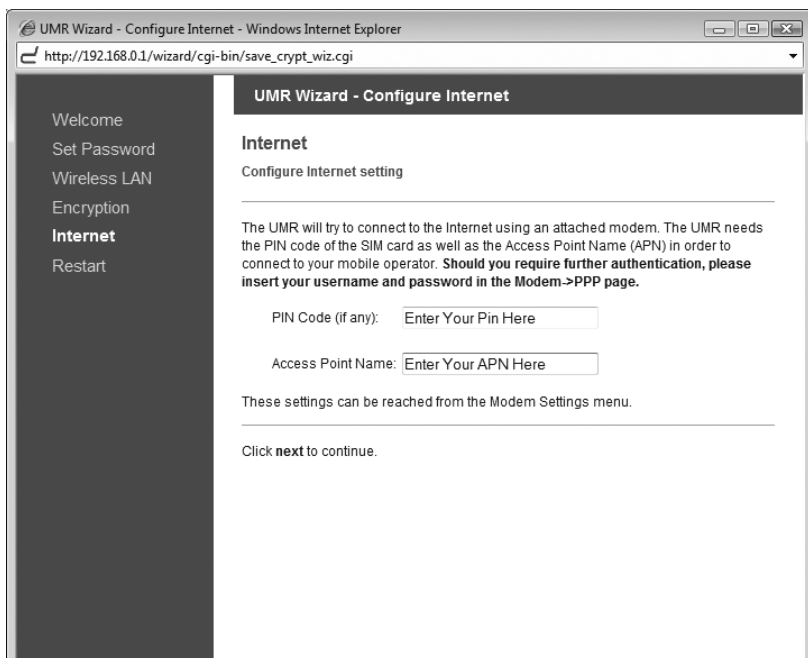 UMR Wizard - Configure Internet - Windows Internet Explorer
http://192.168.0.1/wizard/cgi-bin/save_crypt_wiz.cgi
Welcome
Set Password
Wireless LAN
Encryption
Internet
Restart
UMR Wizard - Configure Internet
Internet
Configure Internet setting
The UMR will try to connect to the Internet using an attached modem. The UMR needs
the PIN code of the SIM card as well as the Access Point Name (APN) in order to
connect to your mobile operator. Should you require further authentication, please
insert your username and password in the Modem->PPP page.
PIN Code (if any): Enter Your Pin Here
Access Point Name: Enter Your APN Here
These settings can be reached from the Modem Settings menu.
Click next to continue.